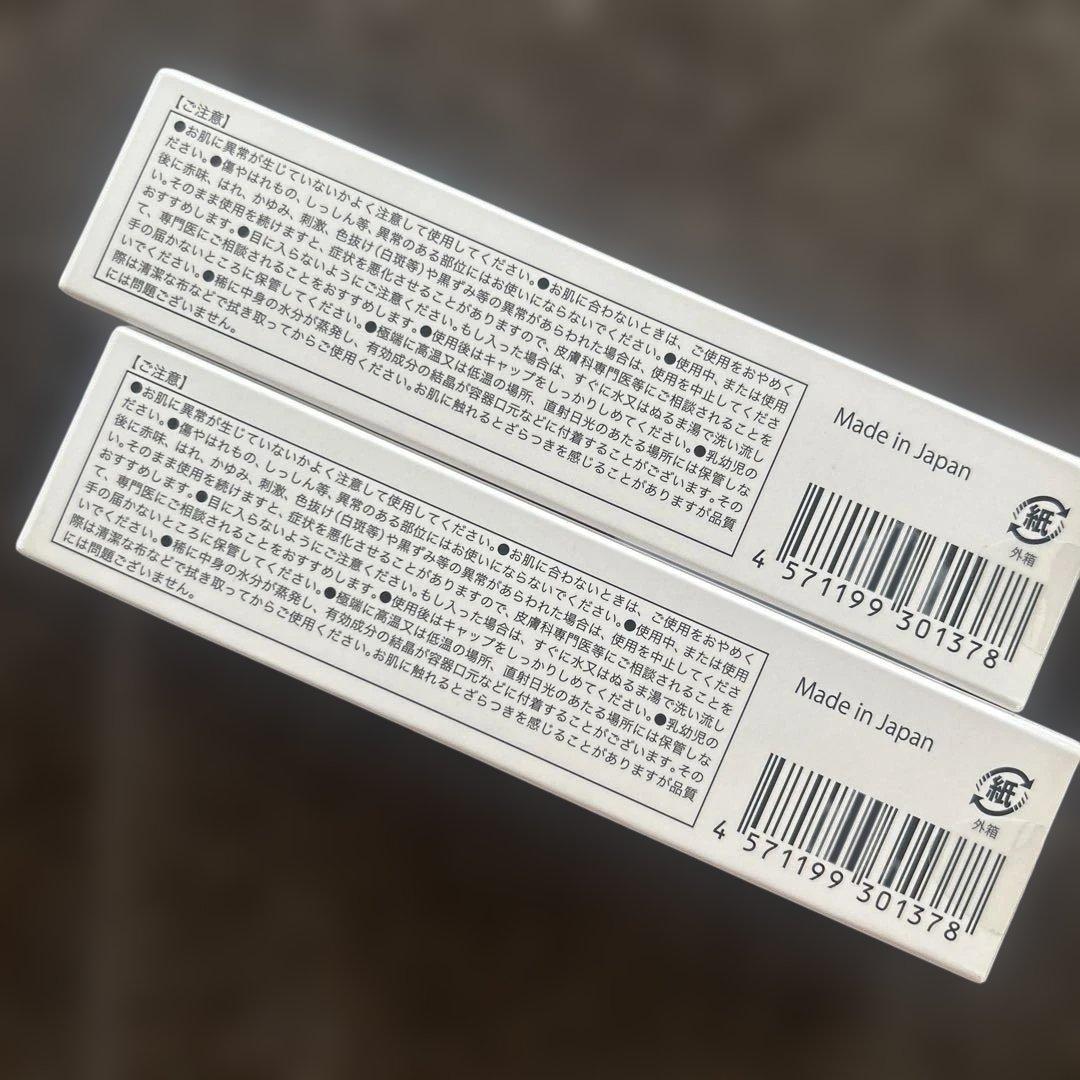 【ご注意】
●お肌に異常が生じていないかよく注意して使用してください。●お肌に合わないときは、ご使用をおやめく
ださい。●傷やはれもの、しっしん等、異常のある部位にはお使いにならないでください。●使用中、または使用
後に赤味、はれ、かゆみ、刺激、色抜け(白斑等)や黒ずみ等の異常があらわれた場合は、使用を中止してくださ
い。そのまま使用を続けますと、症状を悪化させることがありますので、皮膚科専門医等にご相談されることを
おすすめします。●目に入らないようにご注意ください。もし入った場合は、すぐに水又はぬるま湯で洗い流し
て、専門医にご相談されることをおすすめします。●使用後はキャップをしっかりしめてください。●乳幼児の
手の届かないところに保管してください。●極端に高温又は低温の場所、直射日光のあたる場所には保管しな
いでください。●稀に中身の水分が蒸発し、有効成分の結晶が容器口元などに付着することがございます。その
際は清潔な布などで拭き取ってからご使用ください。お肌に触れるとざらつきを感じることがありますが品質
には問題ございません。
Made in Japan
紙
外箱
4 571199 301378
【ご注意】
●お肌に異常が生じていないかよく注意して使用してください。●お肌に合わないときは、ご使用をおやめく
ださい。●傷やはれもの、しっしん等、異常のある部位にはお使いにならないでください。●使用中、または使用
後に赤味、はれ、かゆみ、刺激、色抜け(白斑等)や黒ずみ等の異常があらわれた場合は、使用を中止してくださ
い。そのまま使用を続けますと、症状を悪化させることがありますので、皮膚科専門医等にご相談されることを
おすすめします。●目に入らないようにご注意ください。もし入った場合は、すぐに水又はぬるま湯で洗い流し
て、専門医にご相談されることをおすすめします。●使用後はキャップをしっかりしめてください。●乳幼児の
手の届かないところに保管してください。●極端に高温又は低温の場所、直射日光のあたる場所には保管しな
いでください。●稀に中身の水分が蒸発し、有効成分の結晶が容器口元などに付着することがございます。その
際は清潔な布などで拭き取ってからご使用ください。お肌に触れるとざらつきを感じることがありますが品質
には問題ございません。
Made in Japan
紙
外箱
4 571199 301378